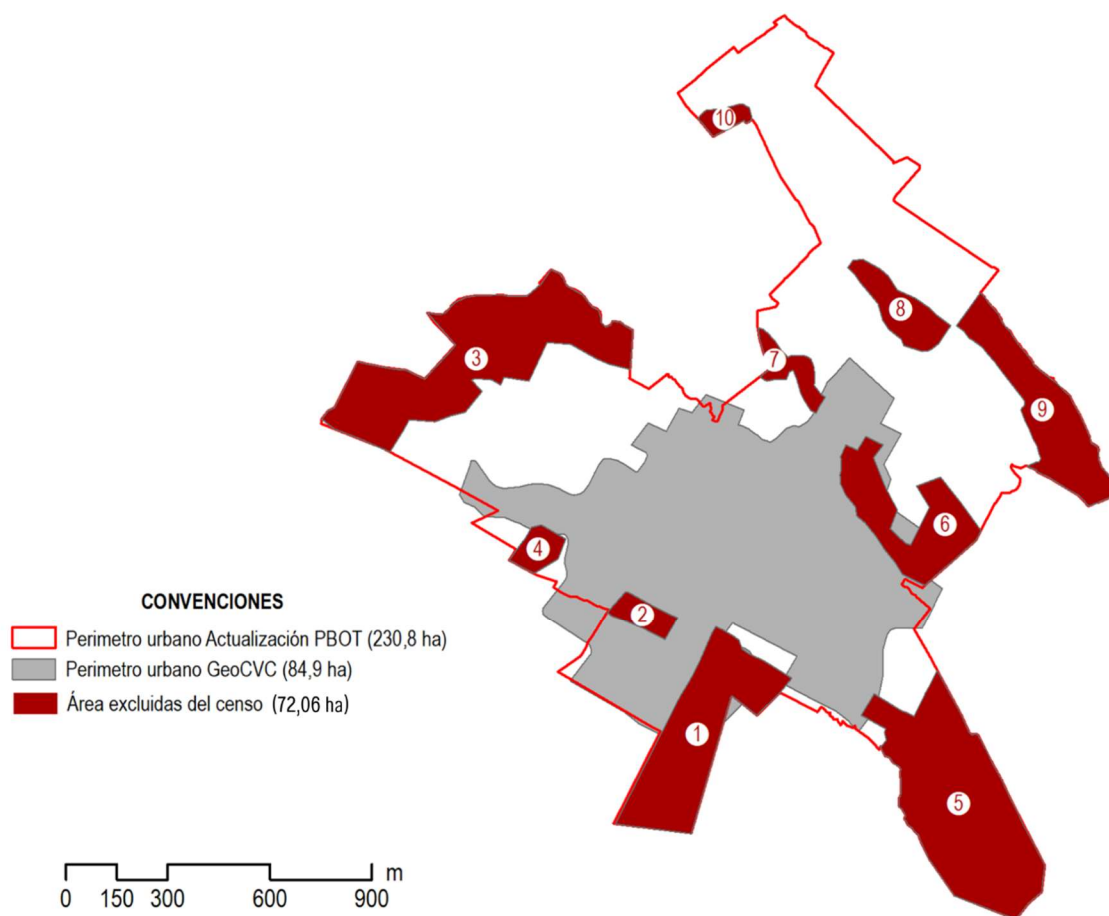 10
8
7
3
9
6
4
2
1
5
CONVENCIONES
Perimetro urbano Actualización PBOT (230,8 ha)
Perimetro urbano GeoCVC (84,9 ha)
Área excluidas del censo (72,06 ha)
0 150 300 600 900 m